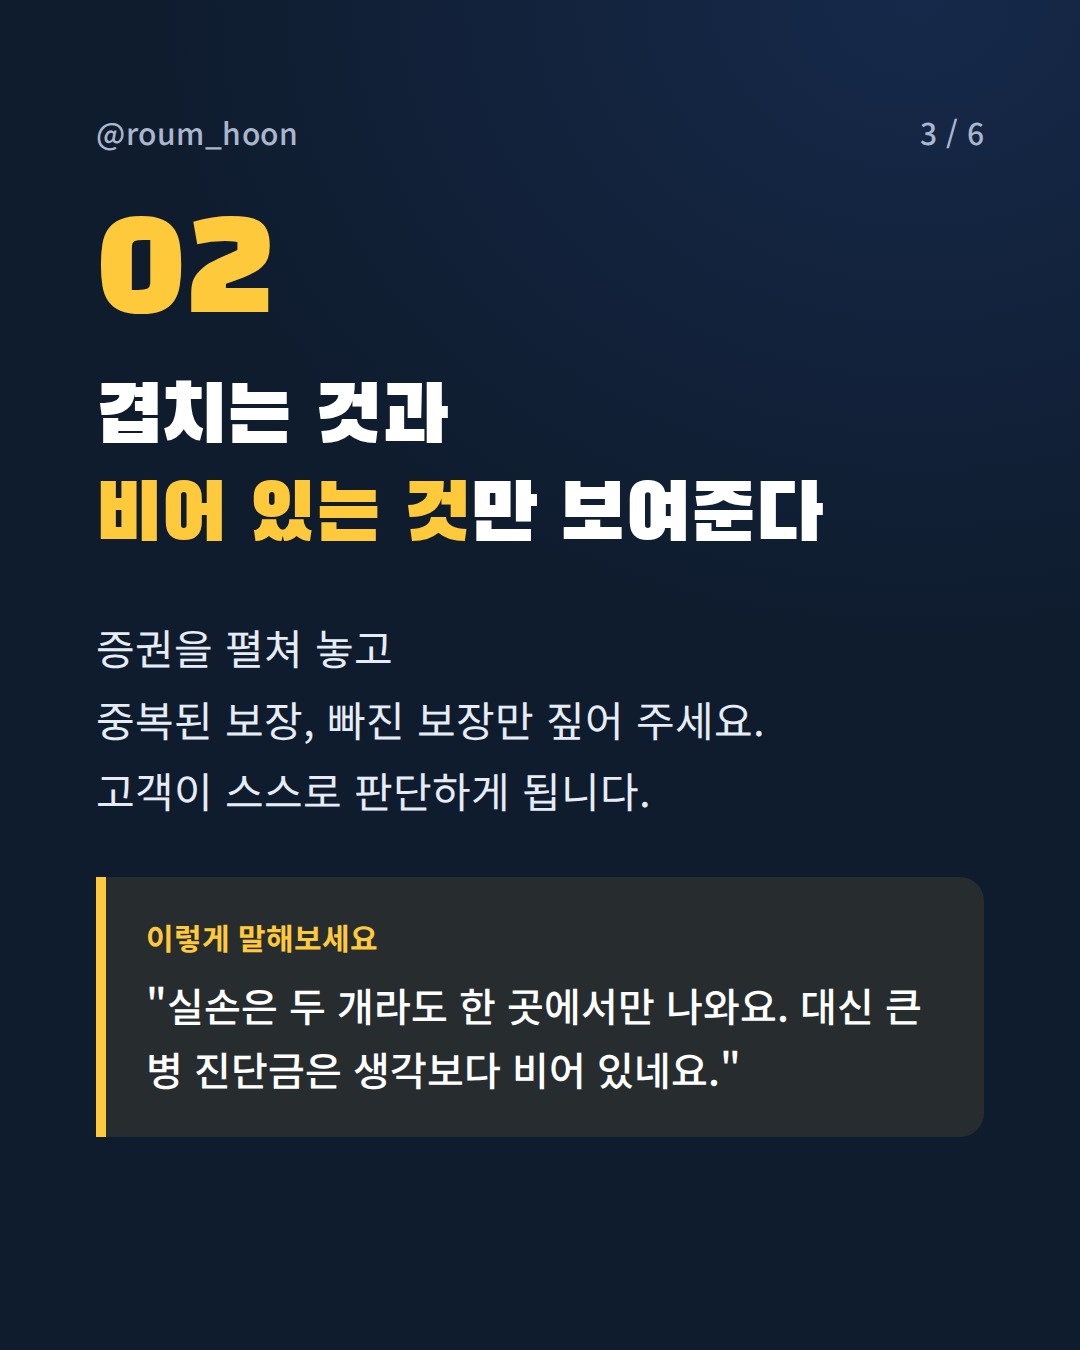 @roum_hoon
3 / 6
02
겹치는 것과
비어 있는 것만 보여준다
증권을 펼쳐 놓고
중복된 보장, 빠진 보장만 짚어 주세요.
고객이 스스로 판단하게 됩니다.
이렇게 말해보세요
"실손은 두 개라도 한 곳에서만 나와요. 대신 큰
병 진단금은 생각보다 비어 있네요."